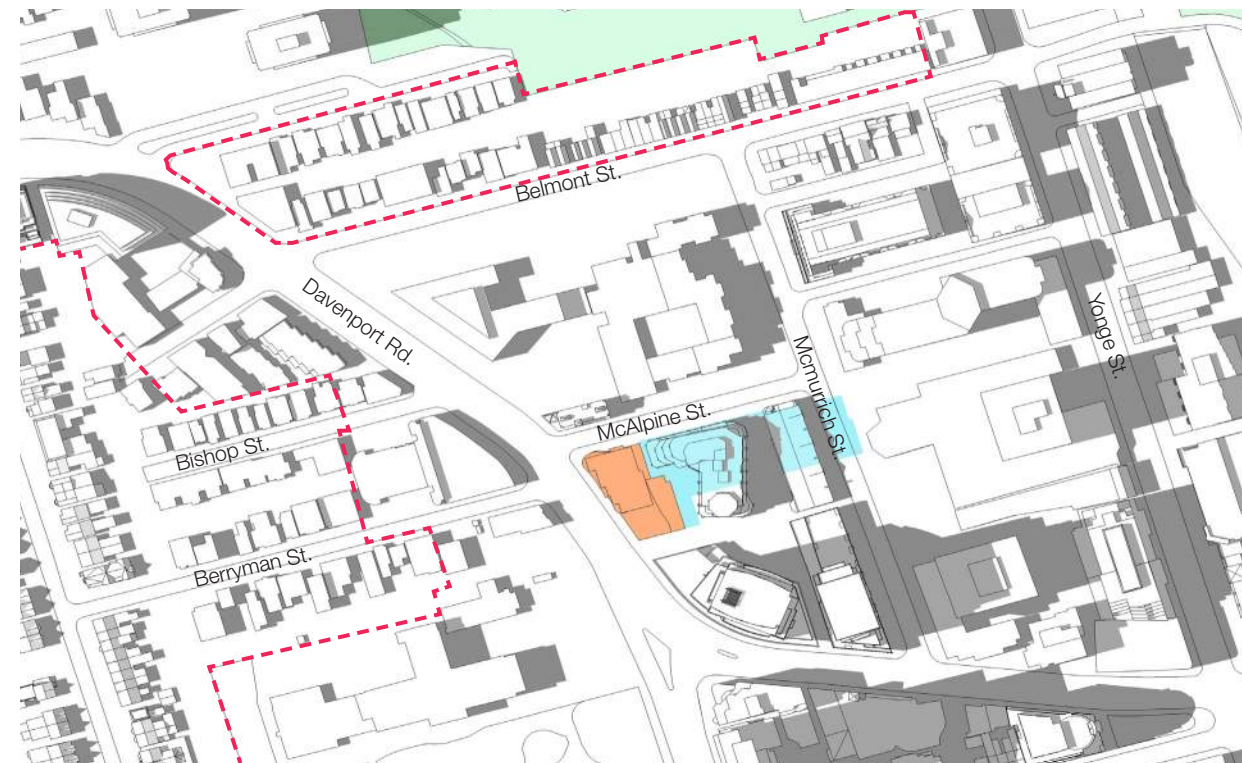 Belmont St.
Davenport Rd.
Yonge St.
Mcmurrich St.
McAlpine St.
Bishop St.
Berryman St.